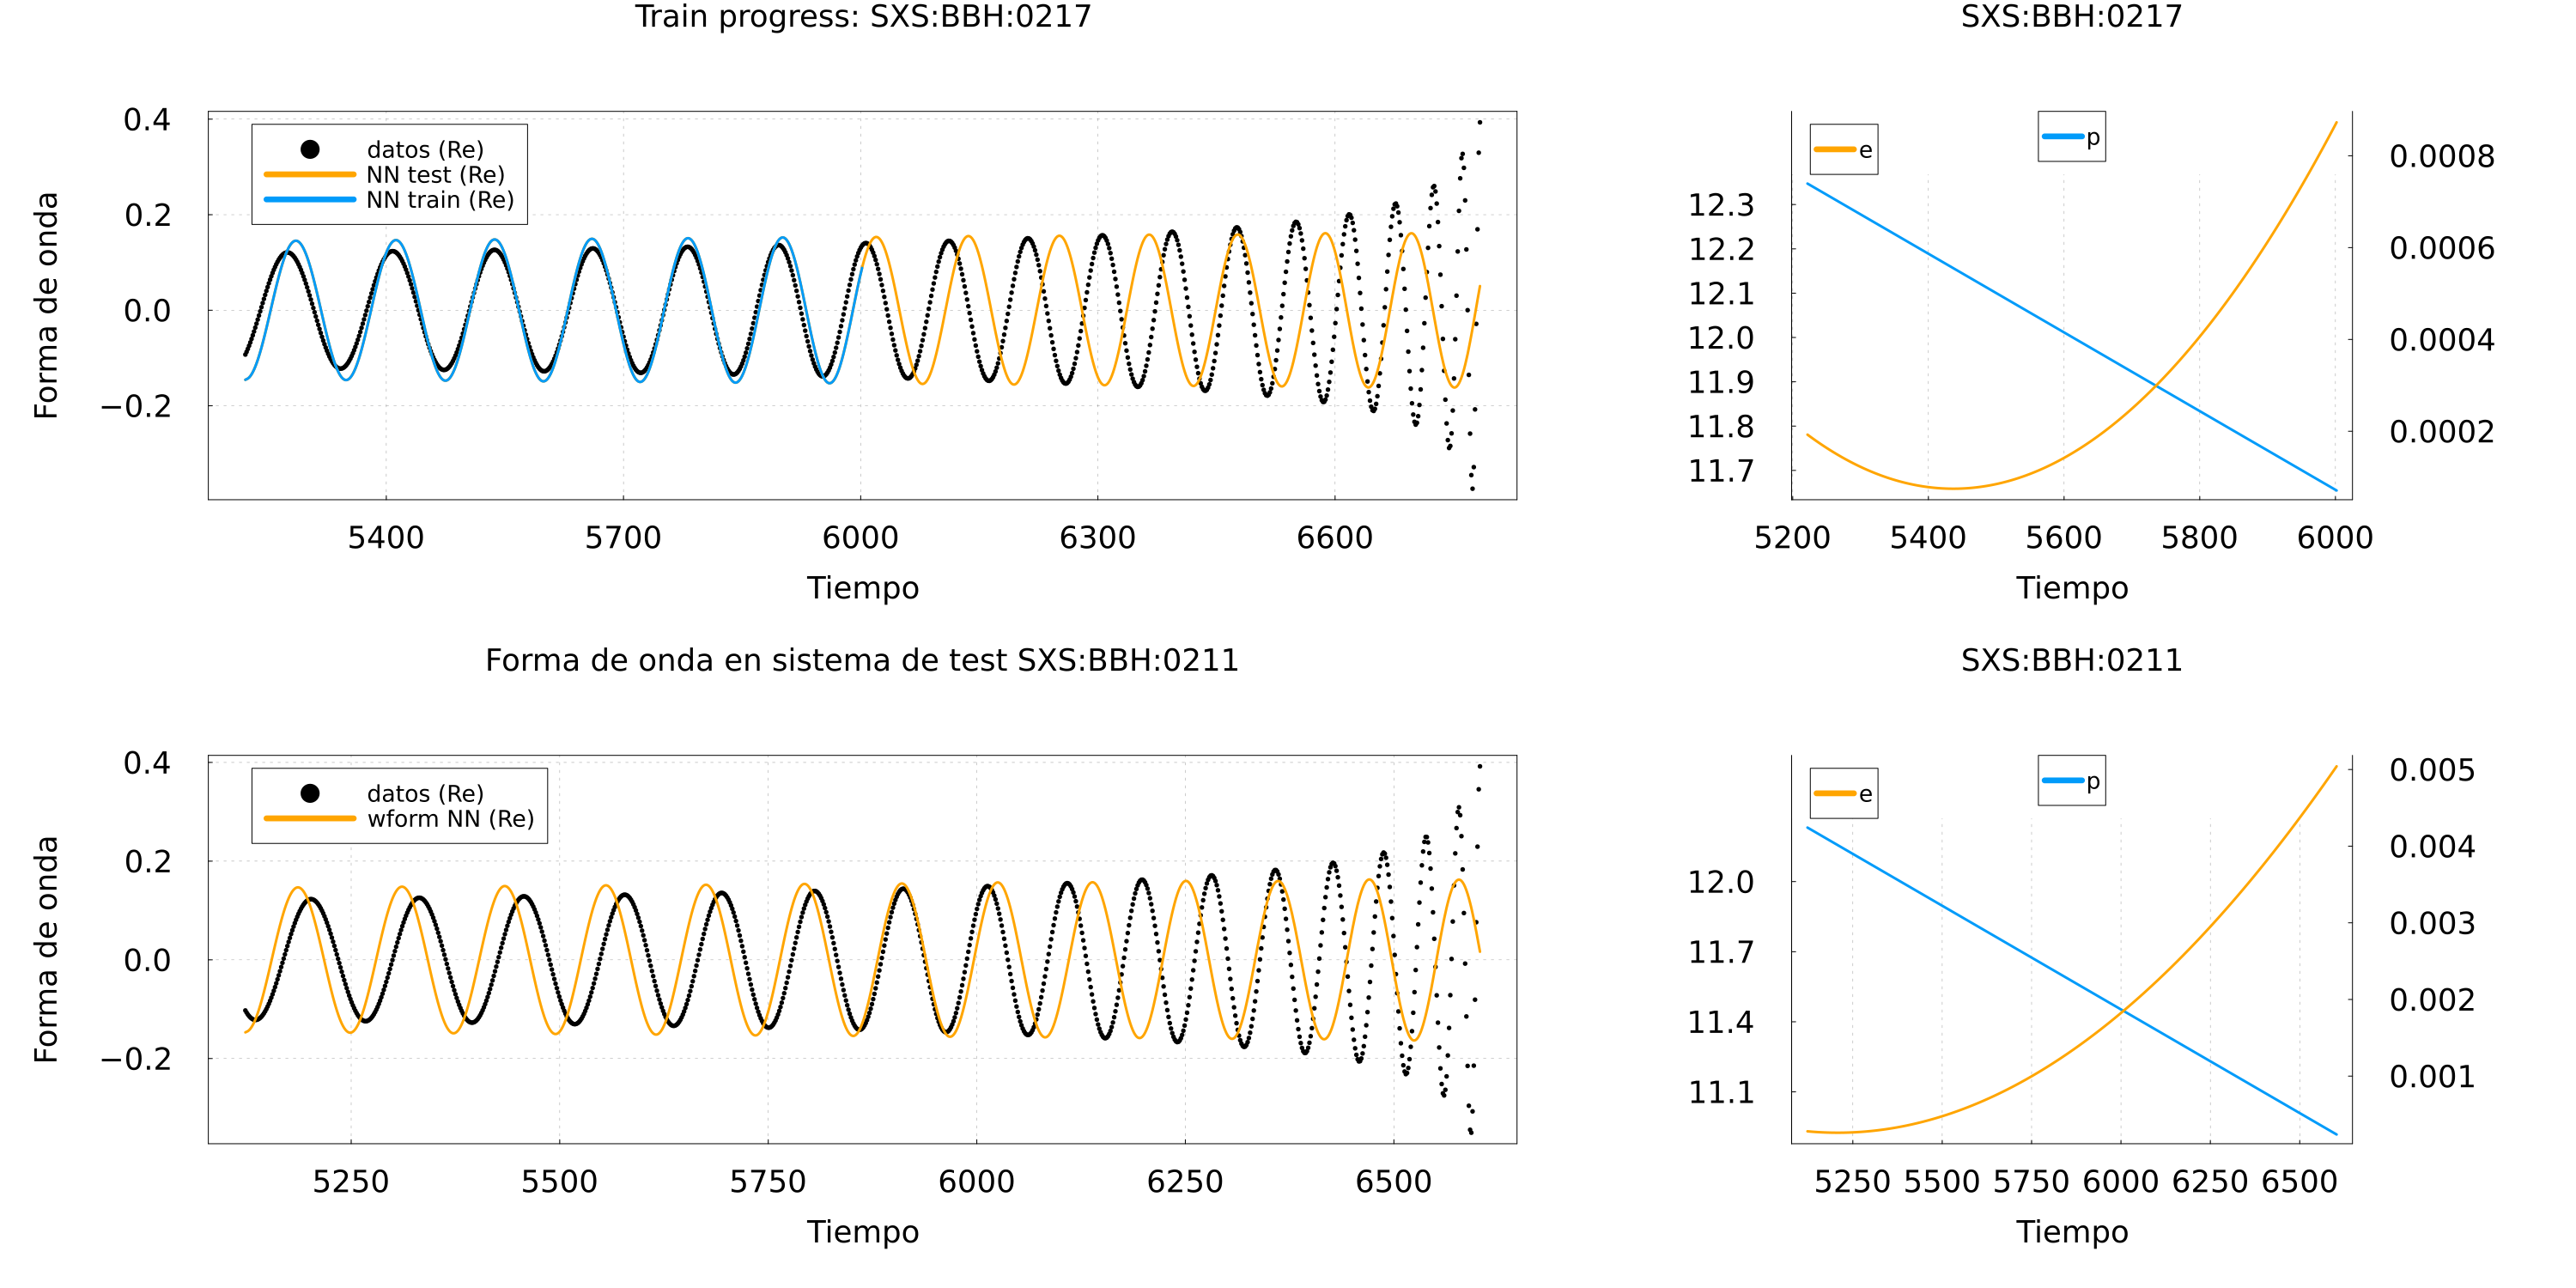 Train progress: SXS:BBH:0217
Forma de onda
0.4
0.2
0.0
−0.2
datos (Re)
NN test (Re)
NN train (Re)
5400 5700 6000 6300 6600
Tiempo
SXS:BBH:0217
e
p
12.3
12.2
12.1
12.0
11.9
11.8
11.7
0.0008
0.0006
0.0004
0.0002
5200 5400 5600 5800 6000
Tiempo
Forma de onda en sistema de test SXS:BBH:0211
Forma de onda
0.4
0.2
0.0
−0.2
datos (Re)
wform NN (Re)
5250 5500 5750 6000 6250 6500
Tiempo
SXS:BBH:0211
e
p
12.0
11.7
11.4
11.1
0.005
0.004
0.003
0.002
0.001
5250 5500 5750 6000 6250 6500
Tiempo